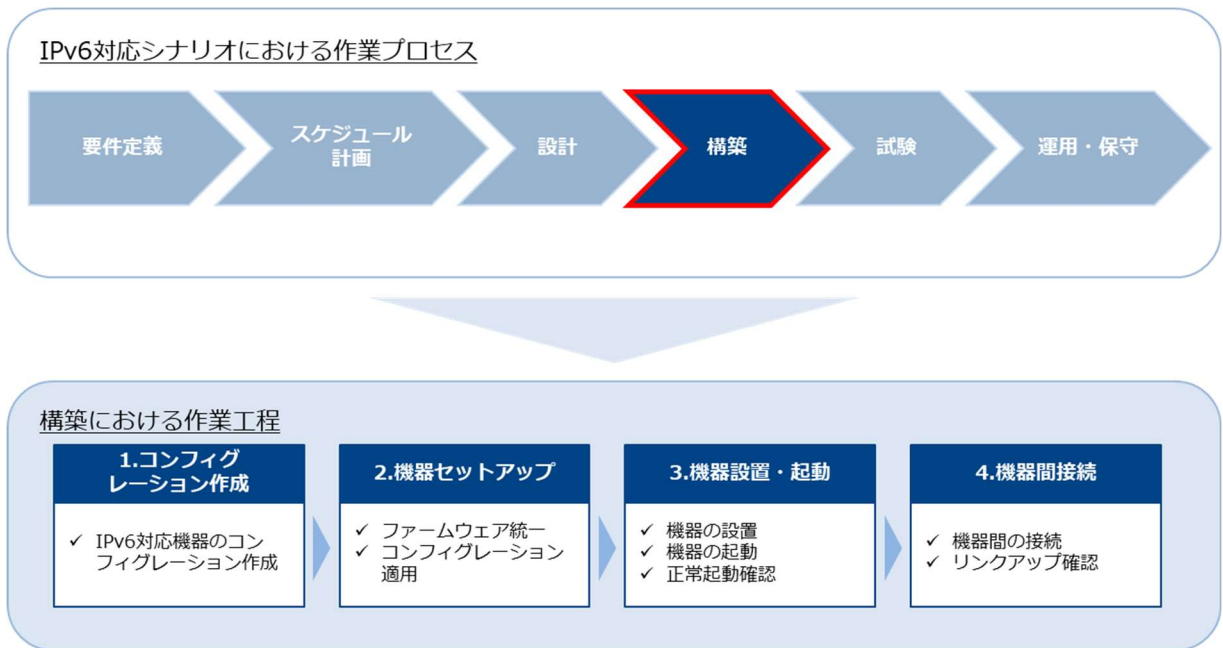 IPv6対応シナリオにおける作業プロセス
要件定義
スケジュール
計画
設計
構築
試験
運用・保守
構築における作業工程
1.コンフィグ
レーション作成
✓ IPv6対応機器のコン
フィグレーション作成
2.機器セットアップ
✓ ファームウェア統一
✓ コンフィグレーション
適用
3.機器設置・起動
✓ 機器の設置
✓ 機器の起動
✓ 正常起動確認
4.機器間接続
✓ 機器間の接続
✓ リンクアップ確認